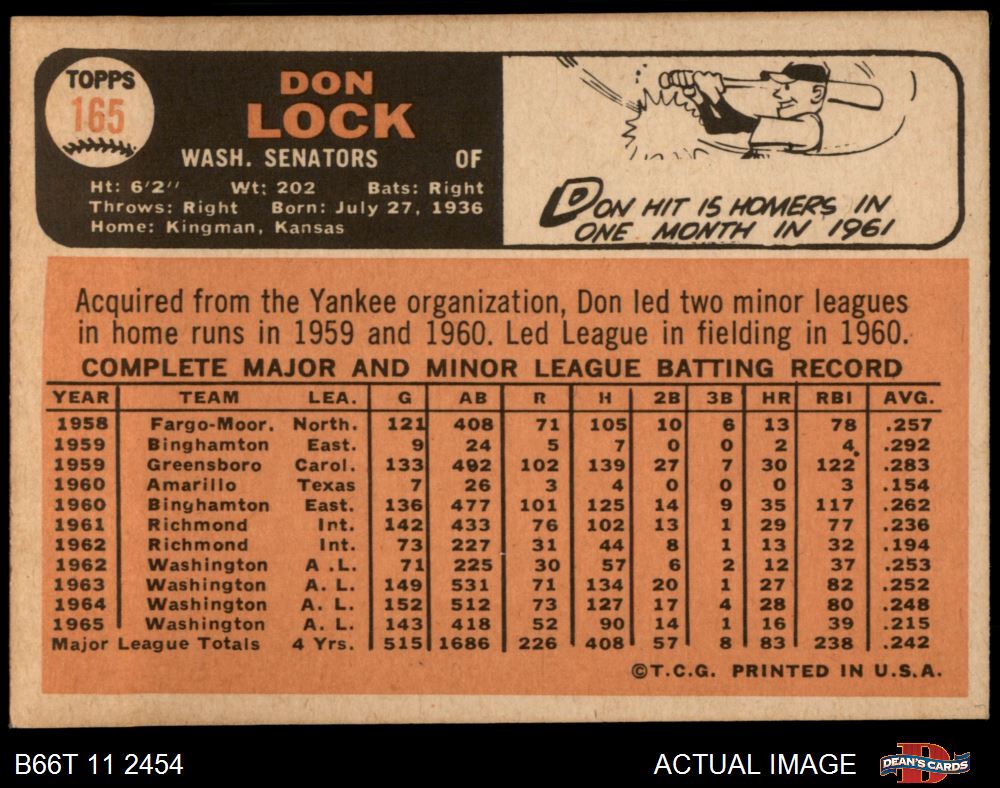 TOPPS
165
DON
LOCK
WASH. SENATORS OF
Ht: 6'2" Wt: 202 Bats: Right
Throws: Right Born: July 27, 1936
Home: Kingman, Kansas
DON HIT 15 HOMERS IN
ONE MONTH IN 1961
Acquired from the Yankee organization, Don led two minor leagues
in home runs in 1959 and 1960. Led League in fielding in 1960.
COMPLETE MAJOR AND MINOR LEAGUE BATTING RECORD
YEAR TEAM LEA. G AB R H 2B 3B HR RBI AVG.
1958 Fargo-Moor. North. 121 408 71 105 10 6 13 78 .257
1959 Binghamton East. 9 24 5 7 0 0 2 4 .292
1959 Greensboro Carol. 133 492 102 139 27 7 30 122 .283
1960 Amarillo Texas 7 26 3 4 0 0 0 3 .154
1960 Binghamton East. 136 477 101 125 14 9 35 117 .262
1961 Richmond Int. 142 433 76 102 13 1 29 77 .236
1962 Richmond Int. 73 227 31 44 8 1 13 32 .194
1962 Washington A .L. 71 225 30 57 6 2 12 37 .253
1963 Washington A. L. 149 531 71 134 20 1 27 82 .252
1964 Washington A. L. 152 512 73 127 17 4 28 80 .248
1965 Washington A. L. 143 418 52 90 14 1 16 39 .215
Major League Totals 4 Yrs. 515 1686 226 408 57 8 83 238 .242
©T.C.G. PRINTED IN U.S.A.
B66T 11 2454 ACTUAL IMAGE
D
DEAN'S CARDS